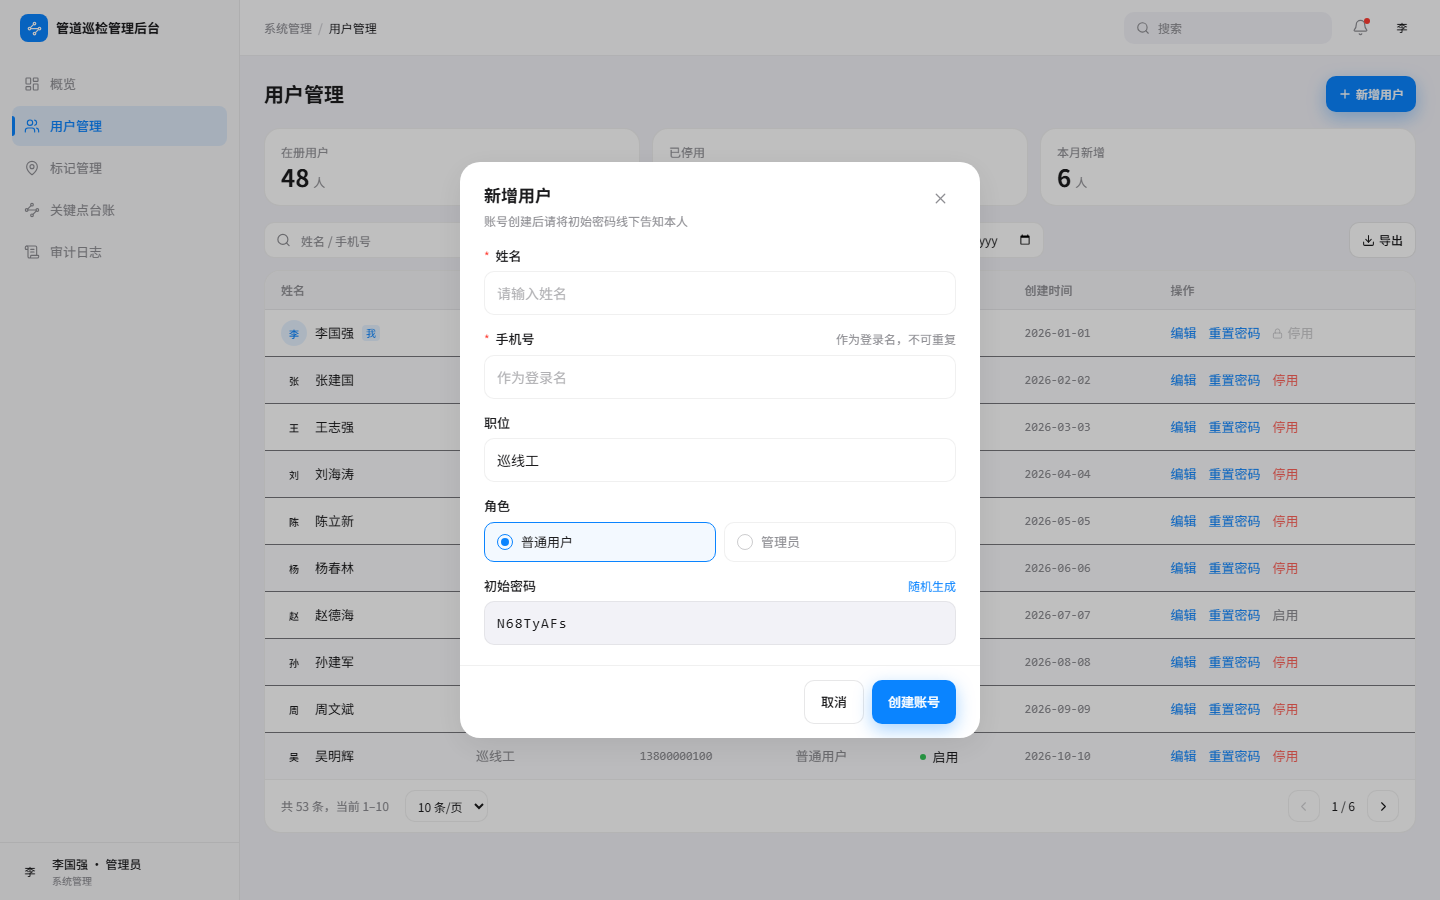 管道巡检管理后台
系统管理 / 用户管理
搜索
李
概览
用户管理
标记管理
关键点台账
审计日志
李
李国强 · 管理员
系统管理
用户管理
新增用户
在册用户
48 人
已停用
本月新增
6 人
姓名 / 手机号
yyy
导出
姓名 创建时间 操作
李 李国强 我 2026-01-01 编辑 重置密码 停用
张 张建国 2026-02-02 编辑 重置密码 停用
王 王志强 2026-03-03 编辑 重置密码 停用
刘 刘海涛 2026-04-04 编辑 重置密码 停用
陈 陈立新 2026-05-05 编辑 重置密码 停用
杨 杨春林 2026-06-06 编辑 重置密码 停用
赵 赵德海 2026-07-07 编辑 重置密码 启用
孙 孙建军 2026-08-08 编辑 重置密码 停用
周 周文斌 2026-09-09 编辑 重置密码 停用
吴 吴明辉 巡线工 13800000100 普通用户 启用 2026-10-10 编辑 重置密码 停用
共 53 条，当前 1–10
10 条/页
1 / 6
新增用户
账号创建后请将初始密码线下告知本人
* 姓名
请输入姓名
* 手机号 作为登录名，不可重复
作为登录名
职位
巡线工
角色
普通用户
管理员
初始密码 随机生成
N68TyAFs
取消
创建账号